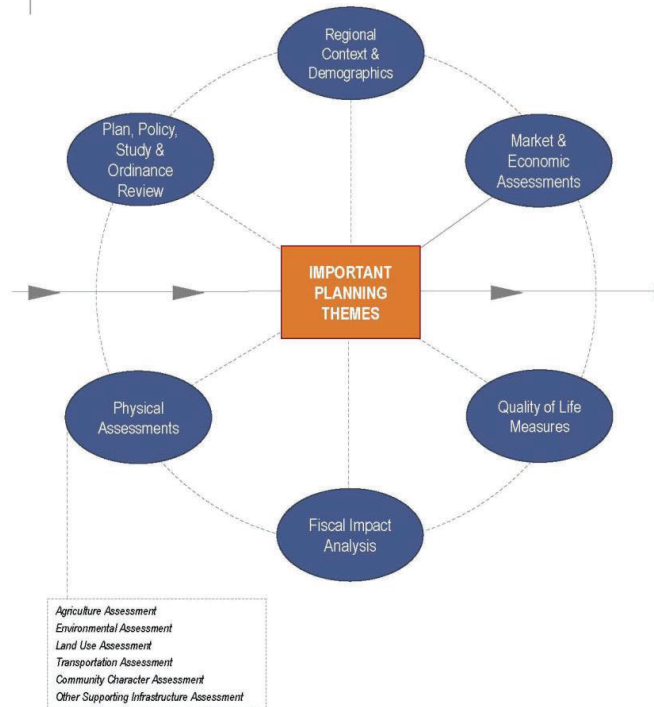 Regional
Context &
Demographics
Plan, Policy,
Study &
Ordinance
Review
Market &
Economic
Assessments
IMPORTANT
PLANNING
THEMES
Physical
Assessments
Quality of Life
Measures
Fiscal Impact
Analysis
Agriculture Assessment
Environmental Assessment
Land Use Assessment
Transportation Assessment
Community Character Assessment
Other Supporting Infrastructure Assessment